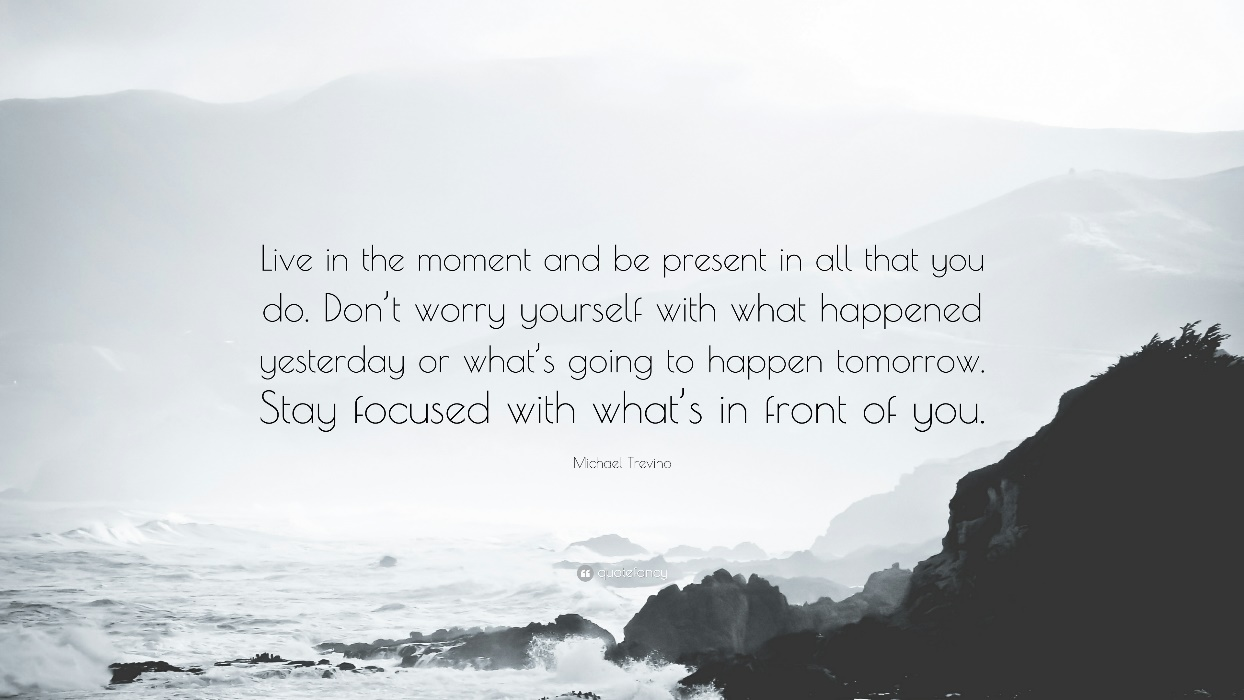 Live in the moment and be present in all that you
do. Don’t worry yourself with what happened
yesterday or what’s going to happen tomorrow.
Stay focused with what’s in front of you.
Michael Trevino
quotefancy